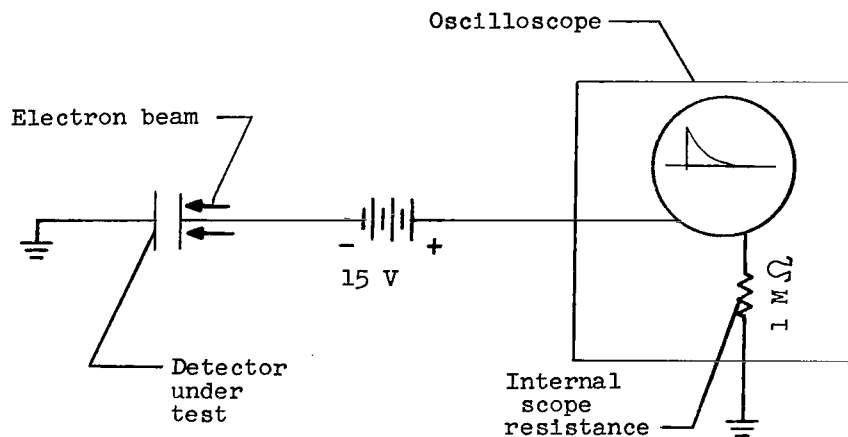 Oscilloscope
Electron beam
-
+
15 V
1 MΩ
Detector
under
test
Internal
scope
resistance